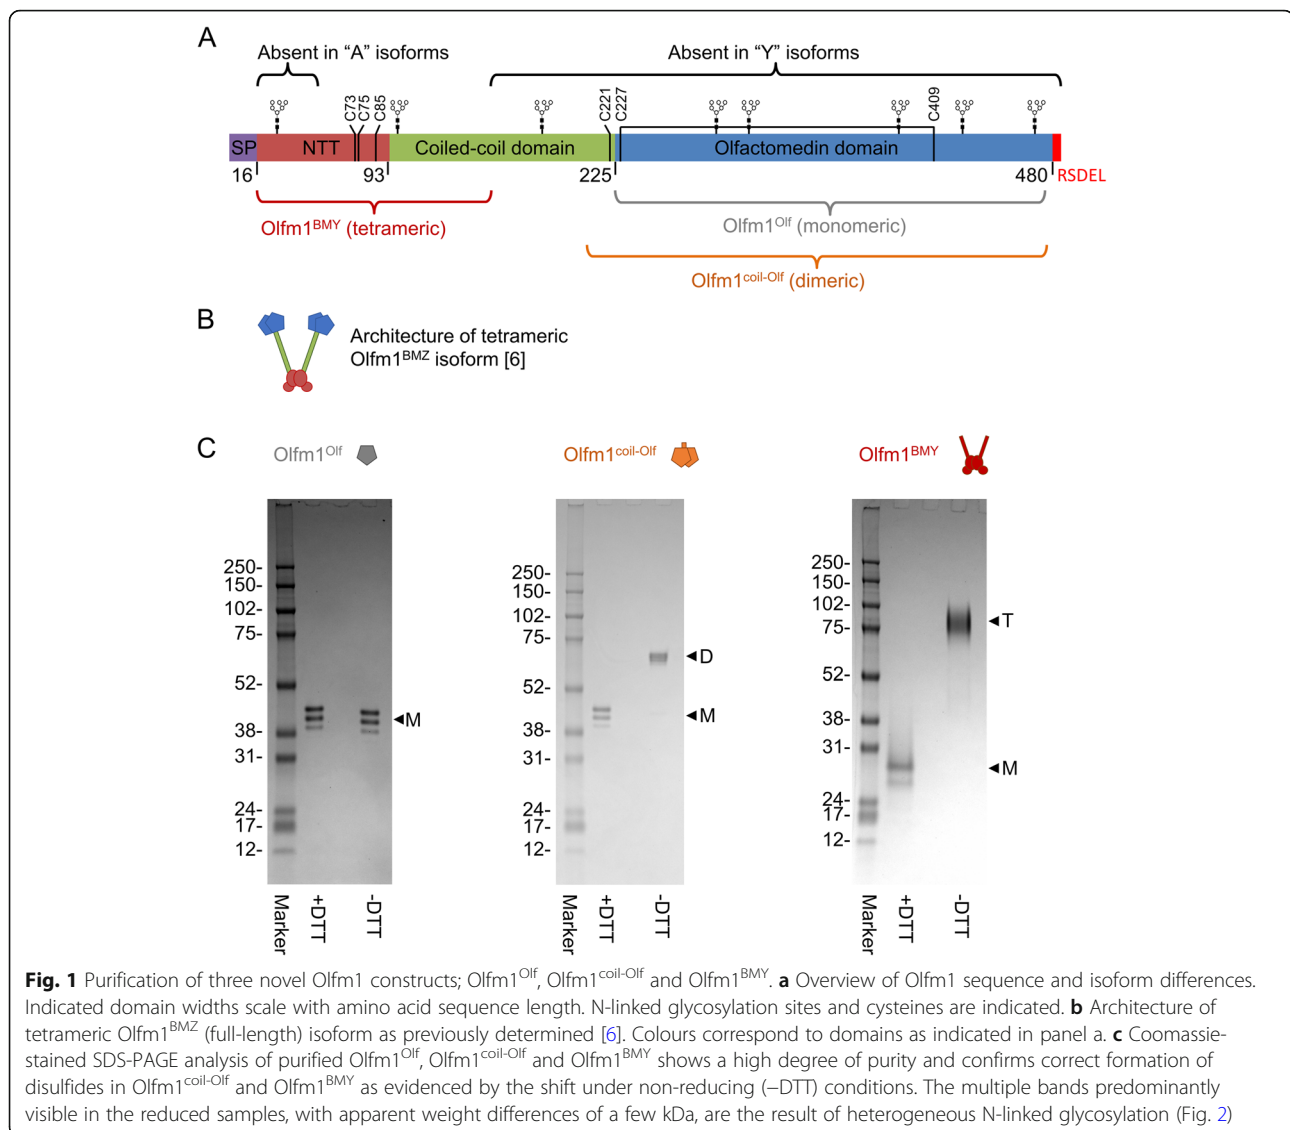 A
Absent in “A” isoforms
Absent in “Y” isoforms
C73
C75
C85
C221
C227
C409
SP
NTT
Coiled-coil domain
Olfactomedin domain
16
93
225
480
RSDEL
Olfm1BMY (tetrameric)
Olfm1Olf (monomeric)
Olfm1coil-Olf (dimeric)
B
Architecture of tetrameric
Olfm1BMZ isoform [6]
C
Olfm1Olf
Olfm1coil-Olf
Olfm1BMY
250-
150-
102-
75-
52-
38-
31-
24-
17-
12-
M
Marker
+DTT
-DTT
250-
150-
102-
75-
52-
38-
31-
24-
17-
12-
D
M
Marker
+DTT
-DTT
250-
150-
102-
75-
52-
38-
31-
24-
17-
12-
T
M
Marker
+DTT
-DTT
Fig. 1 Purification of three novel Olfm1 constructs; Olfm1Olf, Olfm1coil-Olf and Olfm1BMY. a Overview of Olfm1 sequence and isoform differences.
Indicated domain widths scale with amino acid sequence length. N-linked glycosylation sites and cysteines are indicated. b Architecture of
tetrameric Olfm1BMZ (full-length) isoform as previously determined [6]. Colours correspond to domains as indicated in panel a. c Coomassie-
stained SDS-PAGE analysis of purified Olfm1Olf, Olfm1coil-Olf and Olfm1BMY shows a high degree of purity and confirms correct formation of
disulfides in Olfm1coil-Olf and Olfm1BMY as evidenced by the shift under non-reducing (−DTT) conditions. The multiple bands predominantly
visible in the reduced samples, with apparent weight differences of a few kDa, are the result of heterogeneous N-linked glycosylation (Fig. 2)